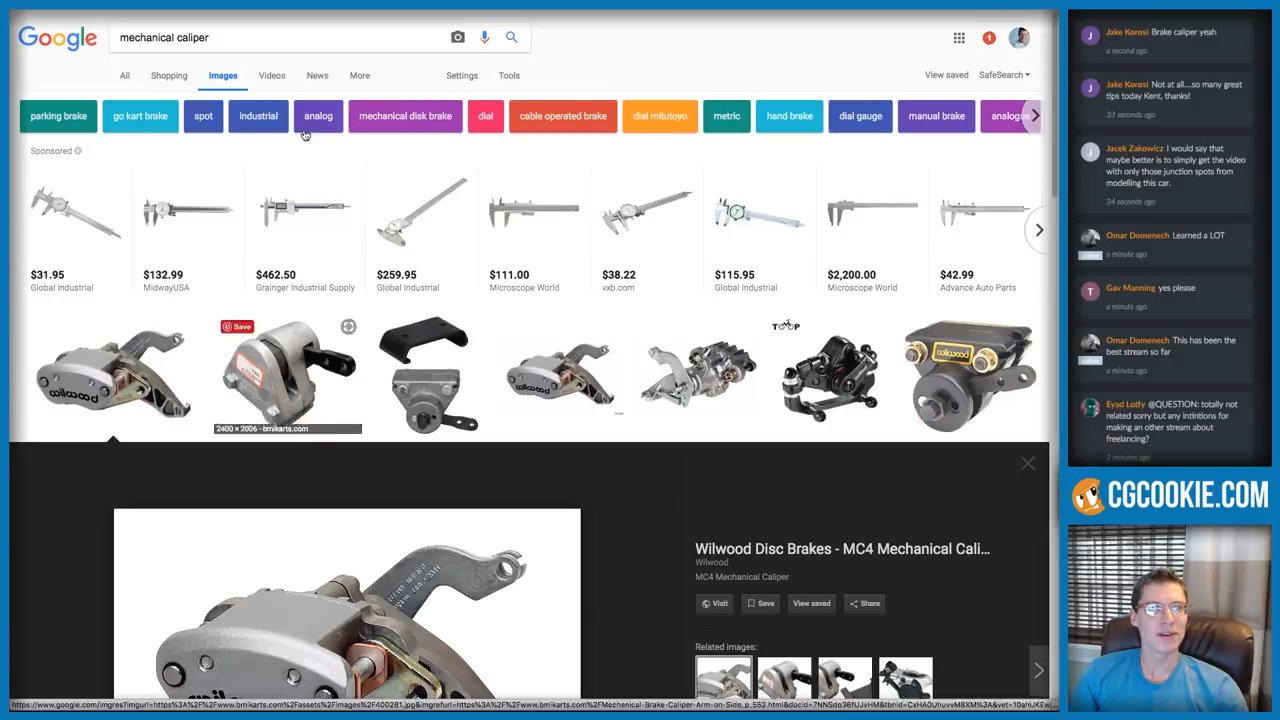 Google
mechanical caliper
1
All
Shopping
Images
Videos
News
More
Settings
Tools
View saved
SafeSearch
parking brake
go kart brake
spot
industrial
analog
mechanical disk brake
dial
cable operated brake
dial mitutoyo
metric
hand brake
dial gauge
manual brake
analogue
Sponsored
$31.95
Global Industrial
$132.99
MidwayUSA
$462.50
Grainger Industrial Supply
$259.95
Global Industrial
$111.00
Microscope World
$38.22
vxb.com
$115.95
Global Industrial
$2,200.00
Microscope World
$42.99
Advance Auto Parts
wilwood
Save
2400 × 2006 - bmikarts.com
wilwood
TOP
wilwood
Wilwood Disc Brakes - MC4 Mechanical Cali...
Wilwood
MC4 Mechanical Caliper
Visit
Save
View saved
Share
Related images:
J
Jake Korosi Brake caliper yeah
a second ago
J
Jake Korosi Not at all....so many great
tips today Kent, thanks!
33 seconds ago
J
Jacek Zakowicz I would say that
maybe better is to simply get the video
with only those junction spots from
modelling this car.
34 seconds ago
Omar Domenech Learned a LOT
a minute ago
T
Gav Manning yes please
a minute ago
Omar Domenech This has been the
best stream so far
a minute ago
Eyad Lotfy @QUESTION: totally not
related sorry but any intintions for
making an other stream about
freelancing?
2 minutes ago
CGCOOKIE.COM